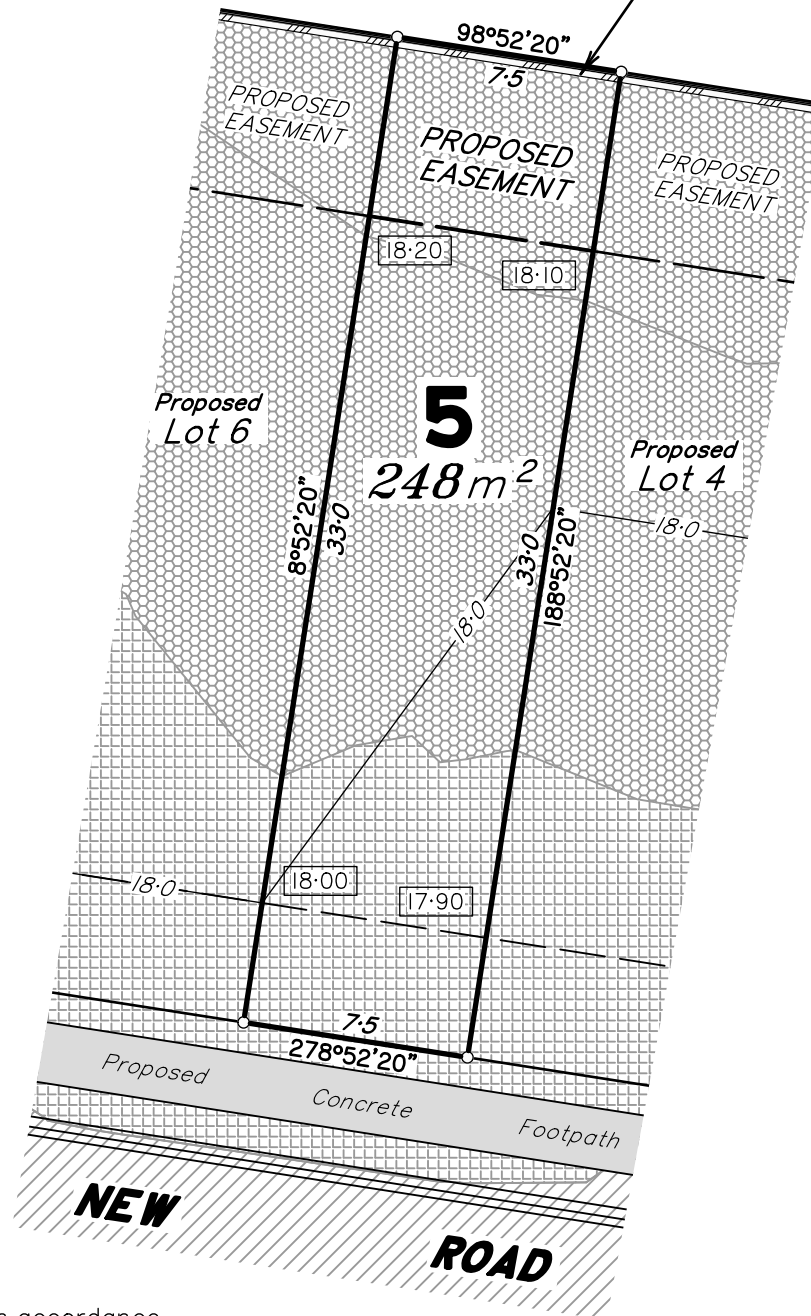 98°52'20"
7·5
PROPOSED
EASEMENT
PROPOSED
EASEMENT
PROPOSED
EASEMENT
18·20
18·10
5
248 m²
Proposed
Lot 6
Proposed
Lot 4
8°52'20"
33·0
33·0
188°52'20"
18·0
18·0
18·00
17·90
18·0
7·5
278°52'20"
Proposed Concrete Footpath
NEW ROAD
accordance